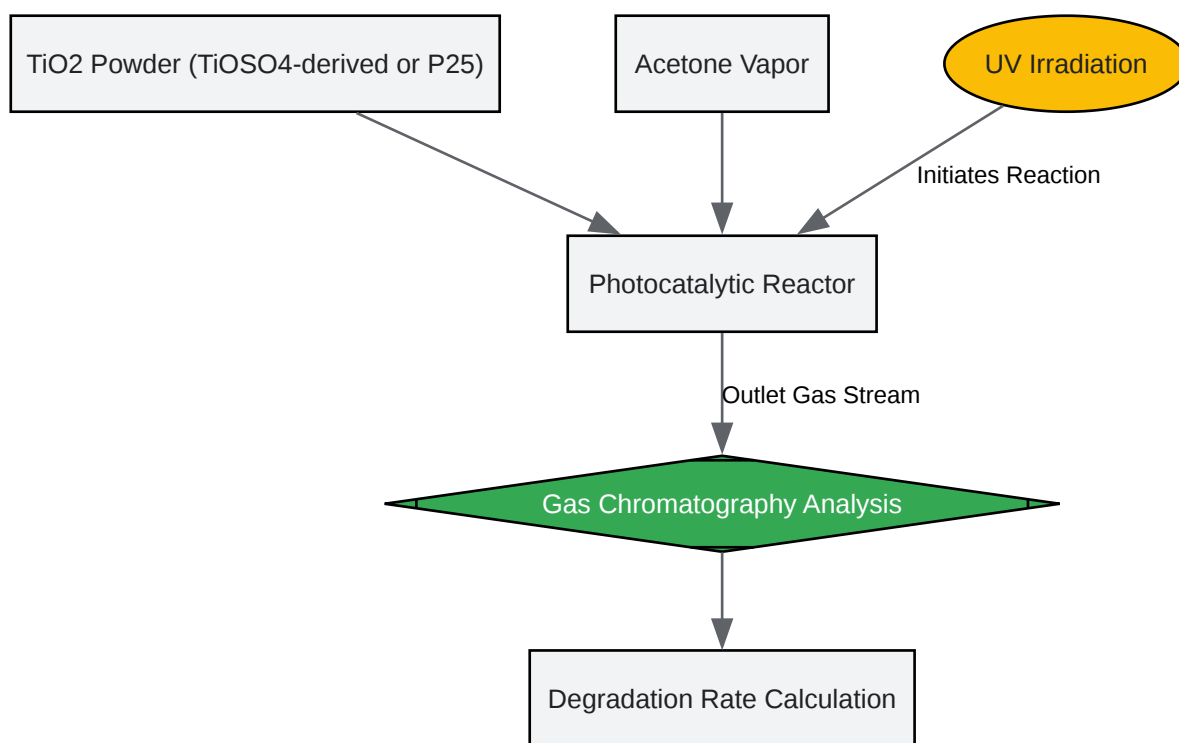 TiO2 Powder (TiOSO4-derived or P25)
Acetone Vapor
UV Irradiation
Initiates Reaction
Photocatalytic Reactor
Outlet Gas Stream
Gas Chromatography Analysis
Degradation Rate Calculation